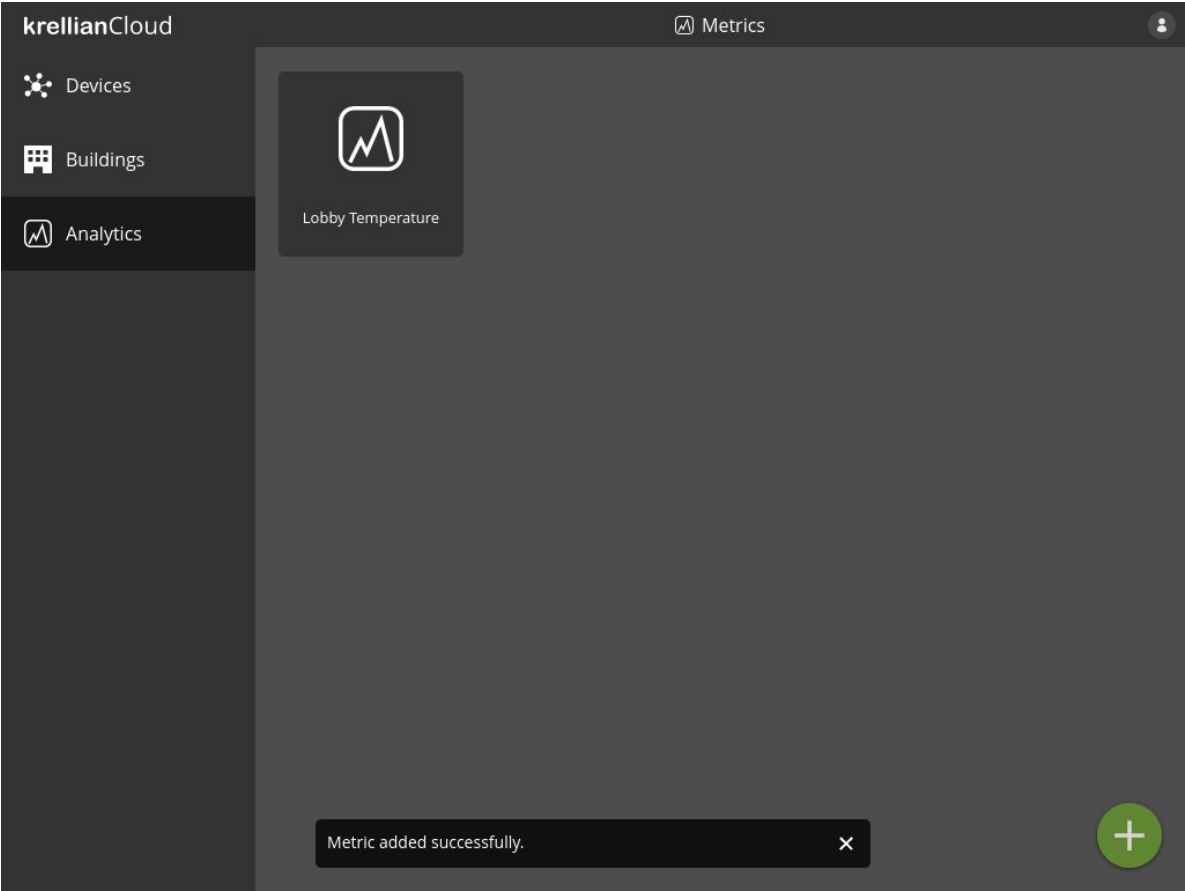 krellianCloud
Metrics
Devices
Buildings
Analytics
Lobby Temperature
Metric added successfully.